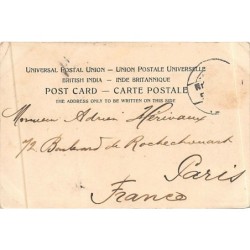 UNIVERSAL POSTAL UNION — UNION POSTALE UNIVERSELLE
BRITISH INDIA — INDE BRITANNIQUE
POST CARD — CARTE POSTALE
THE ADDRESS ONLY TO BE WRITTEN ON THIS SIDE
Monsieur Adrien Mérivaux
72 Boulevard de Rochechouart
Paris
France